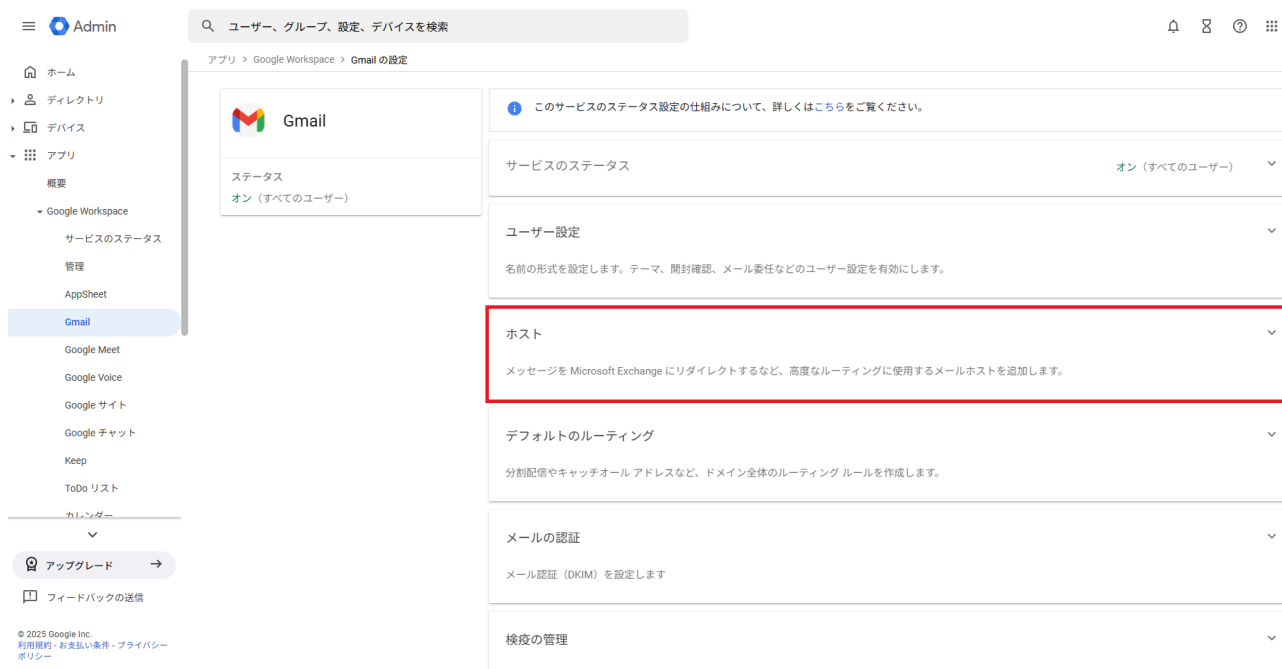 Admin
ユーザー、グループ、設定、デバイスを検索
アプリ > Google Workspace > Gmail の設定
ホーム
ディレクトリ
デバイス
アプリ
概要
Google Workspace
サービスのステータス
管理
AppSheet
Gmail
Google Meet
Google Voice
Google サイト
Google チャット
Keep
ToDo リスト
カレンダー
アップグレード
フィードバックの送信
© 2025 Google Inc.
利用規約 - お支払い条件 - プライバシー
ポリシー
Gmail
ステータス
オン（すべてのユーザー）
このサービスのステータス設定の仕組みについて、詳しくはこちらをご覧ください。
サービスのステータス
オン（すべてのユーザー）
ユーザー設定
名前の形式を設定します。テーマ、開封確認、メール委任などのユーザー設定を有効にします。
ホスト
メッセージを Microsoft Exchange にリダイレクトするなど、高度なルーティングに使用するメールホストを追加します。
デフォルトのルーティング
分割配信やキャッチオール アドレスなど、ドメイン全体のルーティング ルールを作成します。
メールの認証
メール認証（DKIM）を設定します
検疫の管理